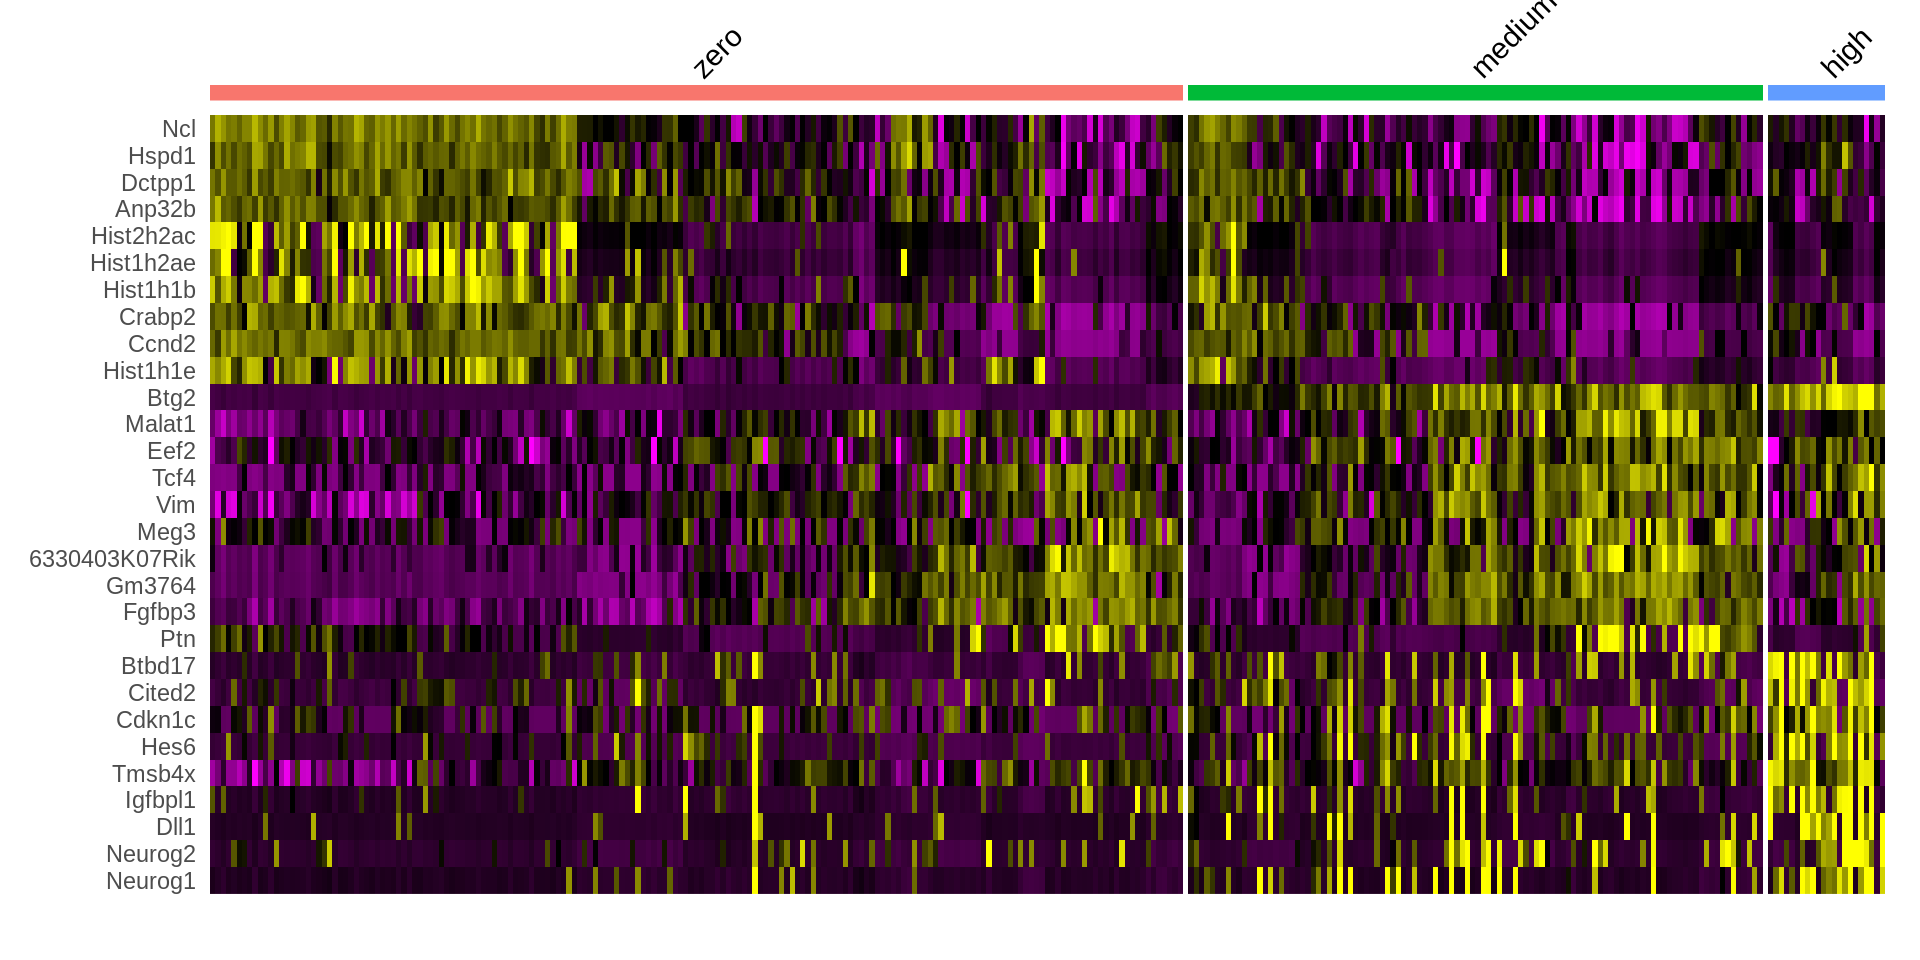 zero
medium
high
Ncl
Hspd1
Dctpp1
Anp32b
Hist2h2ac
Hist1h2ae
Hist1h1b
Crabp2
Ccnd2
Hist1h1e
Btg2
Malat1
Eef2
Tcf4
Vim
Meg3
6330403K07Rik
Gm3764
Fgfbp3
Ptn
Btbd17
Cited2
Cdkn1c
Hes6
Tmsb4x
Igfbpl1
Dll1
Neurog2
Neurog1